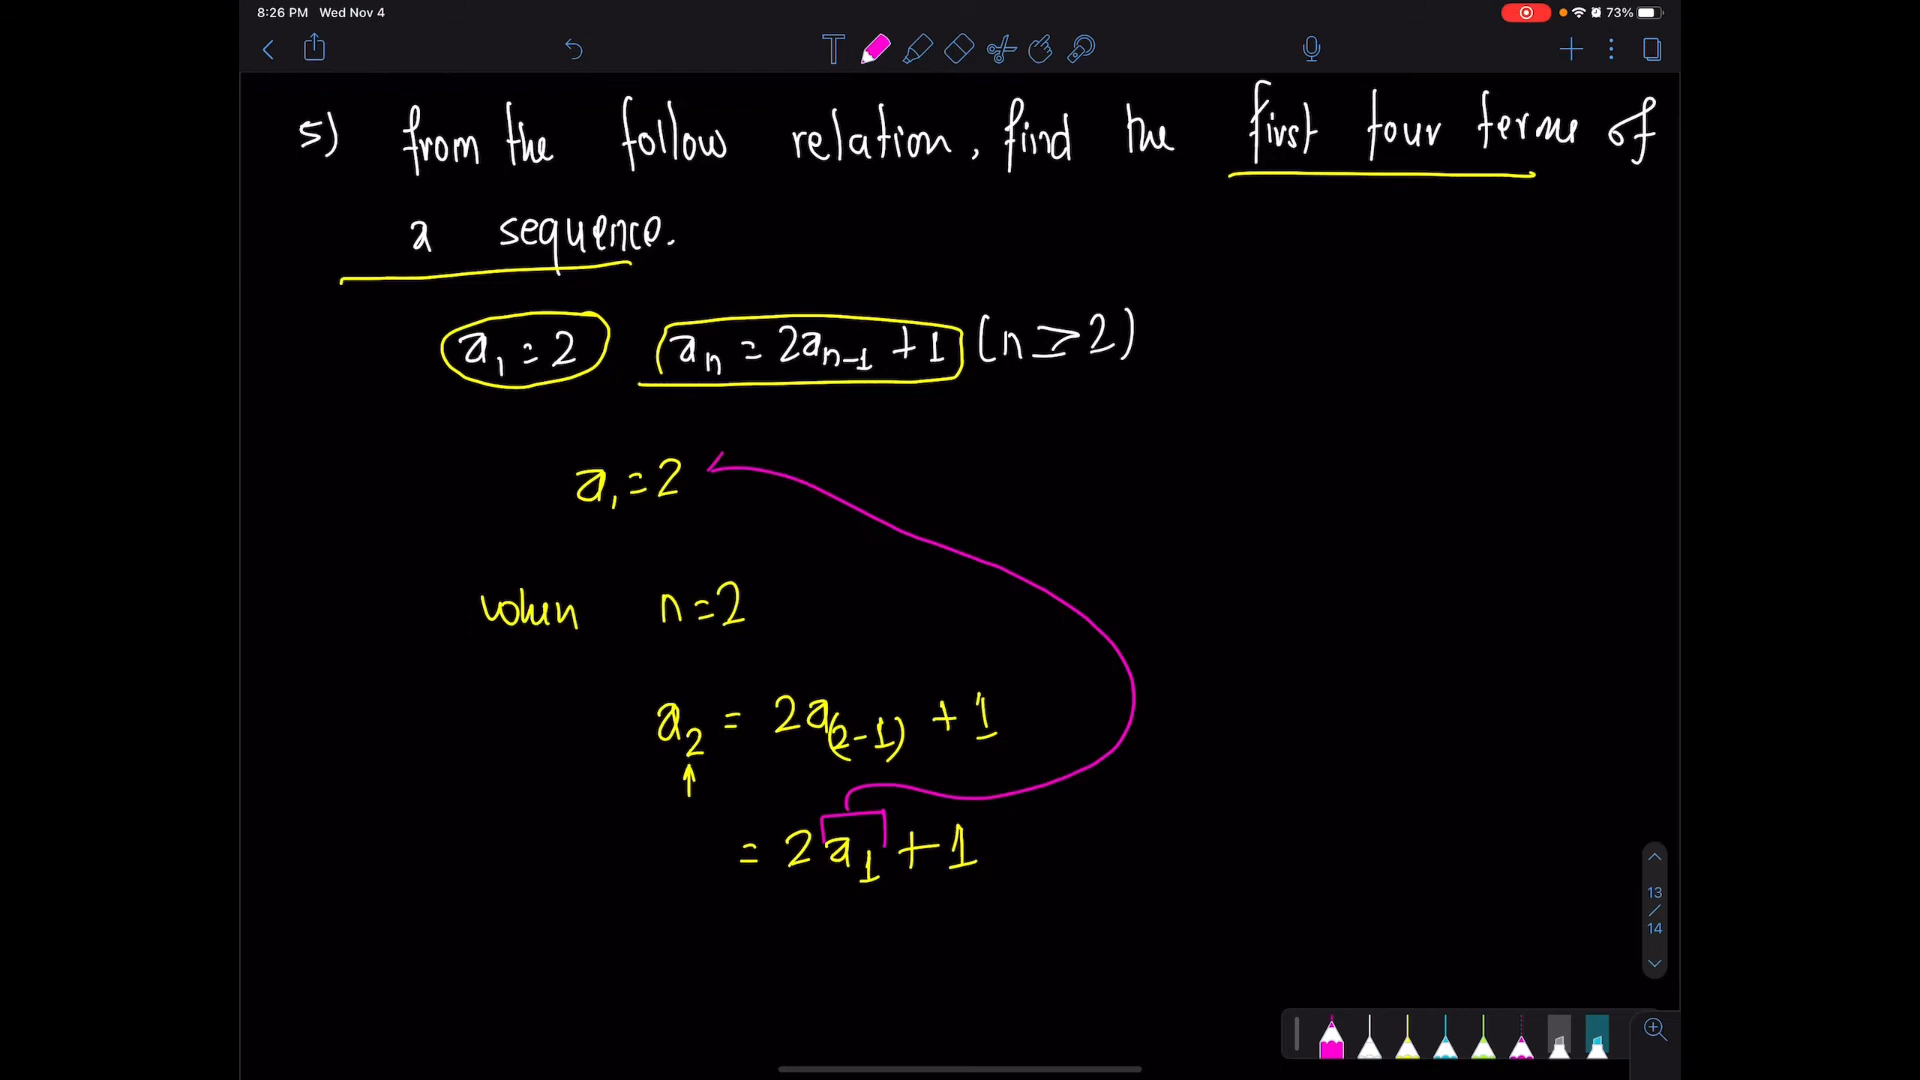 8:26 PM Wed Nov 4
73%
5) from the follow relation, find the first four terms of
a sequence.
a₁ = 2 aₙ = 2aₙ₋₁ + 1 (n ≥ 2)
a₁ = 2
when n = 2
a₂ = 2a₍₂₋₁₎ + 1
↑
= 2a₁ + 1
13
/
14